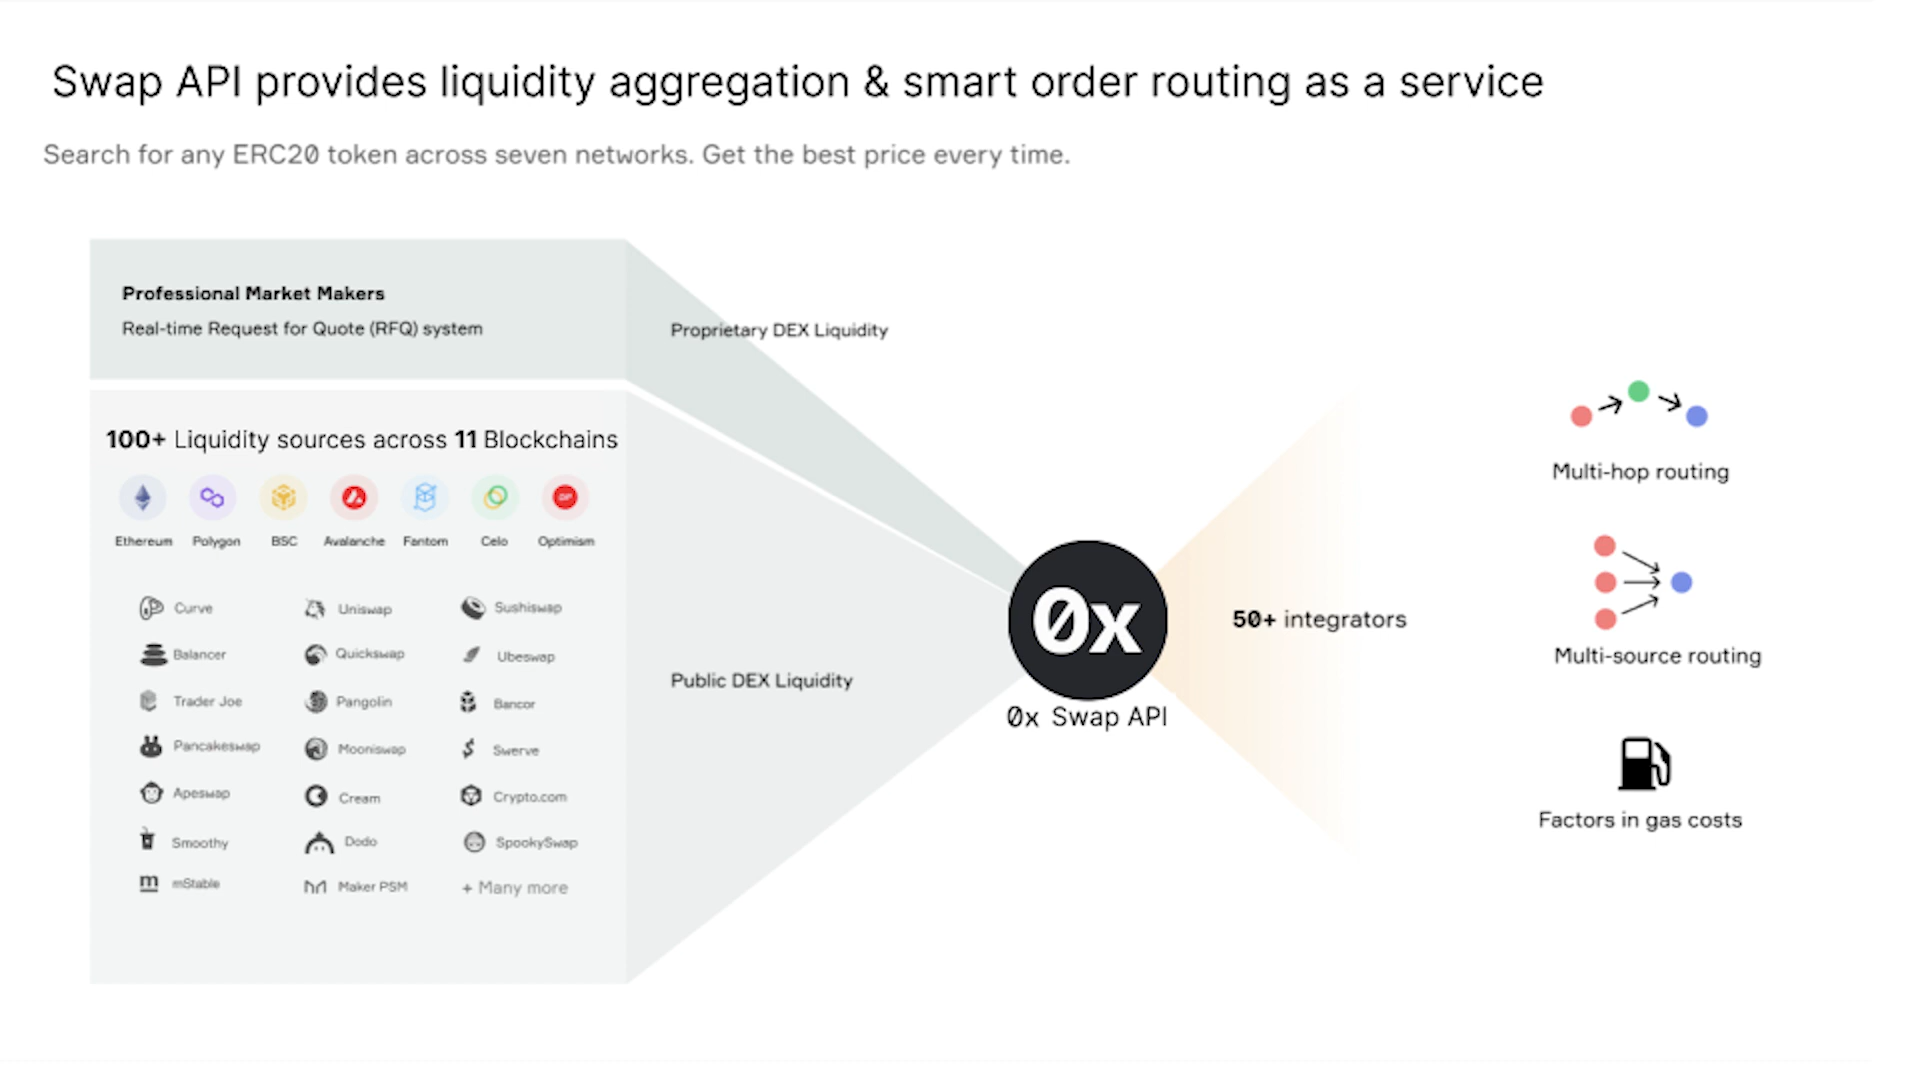 Swap API provides liquidity aggregation & smart order routing as a service
Search for any ERC20 token across seven networks. Get the best price every time.
Professional Market Makers
Real-time Request for Quote (RFQ) system
Proprietary DEX Liquidity
100+ Liquidity sources across 11 Blockchains
OP
Ethereum Polygon BSC Avalanche Fantom Celo Optimism
Curve Uniswap Sushiswap
Balancer Quickswap Ubeswap
Trader Joe Pangolin Bancor
Pancakeswap Mooniswap Swerve
Apeswap Cream Crypto.com
Smoothy Dodo SpookySwap
m mStable Maker PSM + Many more
Public DEX Liquidity
0x
0x Swap API
50+ integrators
Multi-hop routing
Multi-source routing
Factors in gas costs